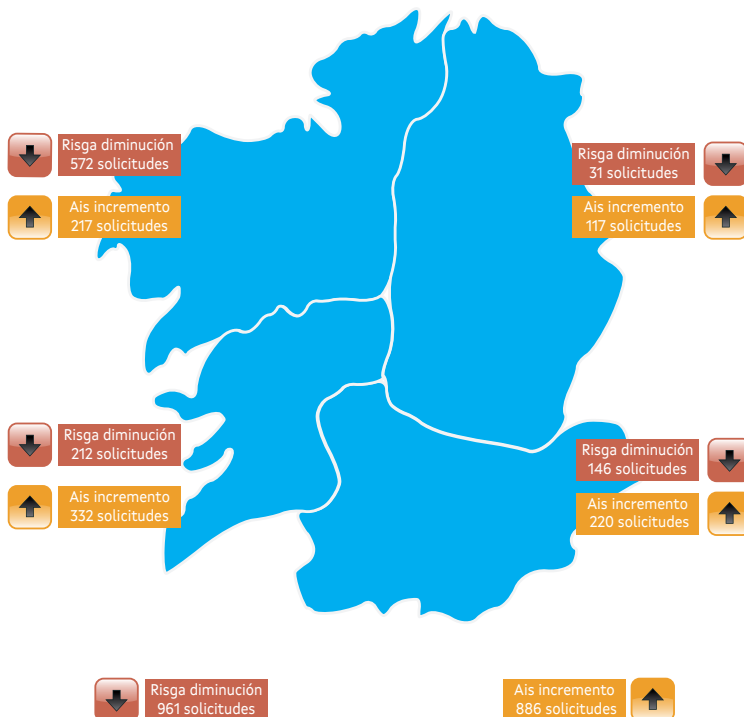 Risga diminución
572 solicitudes
Ais incremento
217 solicitudes
Risga diminución
31 solicitudes
Ais incremento
117 solicitudes
Risga diminución
212 solicitudes
Ais incremento
332 solicitudes
Risga diminución
146 solicitudes
Ais incremento
220 solicitudes
Risga diminución
961 solicitudes
Ais incremento
886 solicitudes